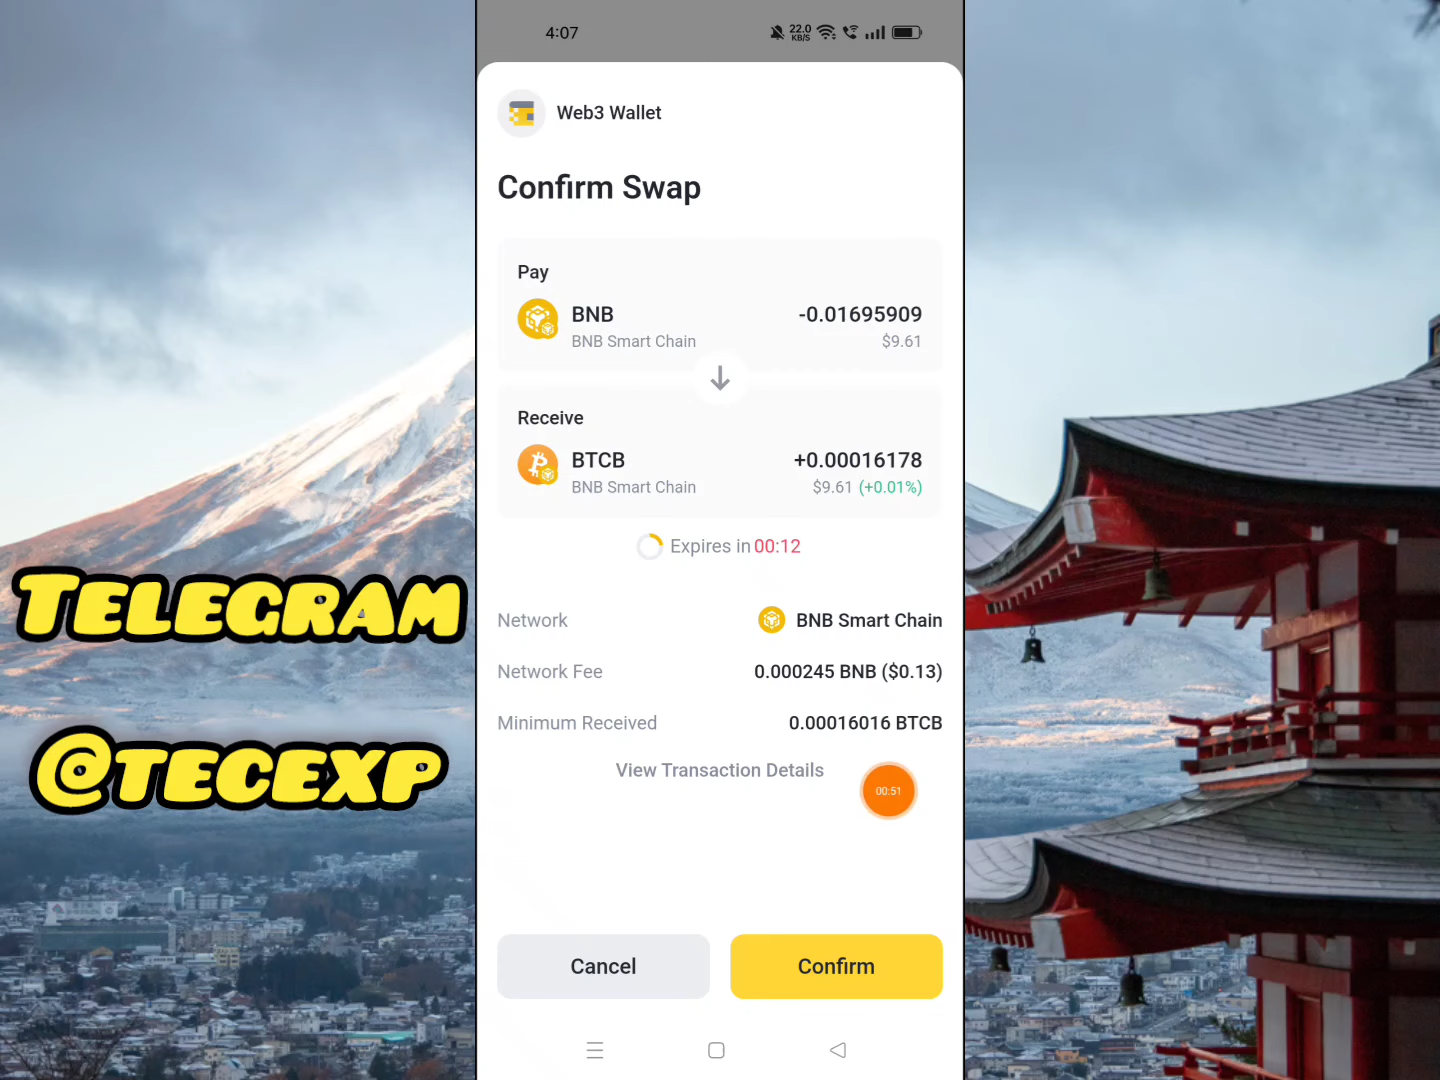 4:07
22.0
KB/S
Web3 Wallet
Confirm Swap
Pay
BNB
-0.01695909
BNB Smart Chain
$9.61
Receive
BTCB
+0.00016178
BNB Smart Chain
$9.61 (+0.01%)
Expires in 00:12
Network
BNB Smart Chain
Network Fee
0.000245 BNB ($0.13)
Minimum Received
0.00016016 BTCB
View Transaction Details
00:51
Cancel
Confirm
TELEGRAM
@TECEXP